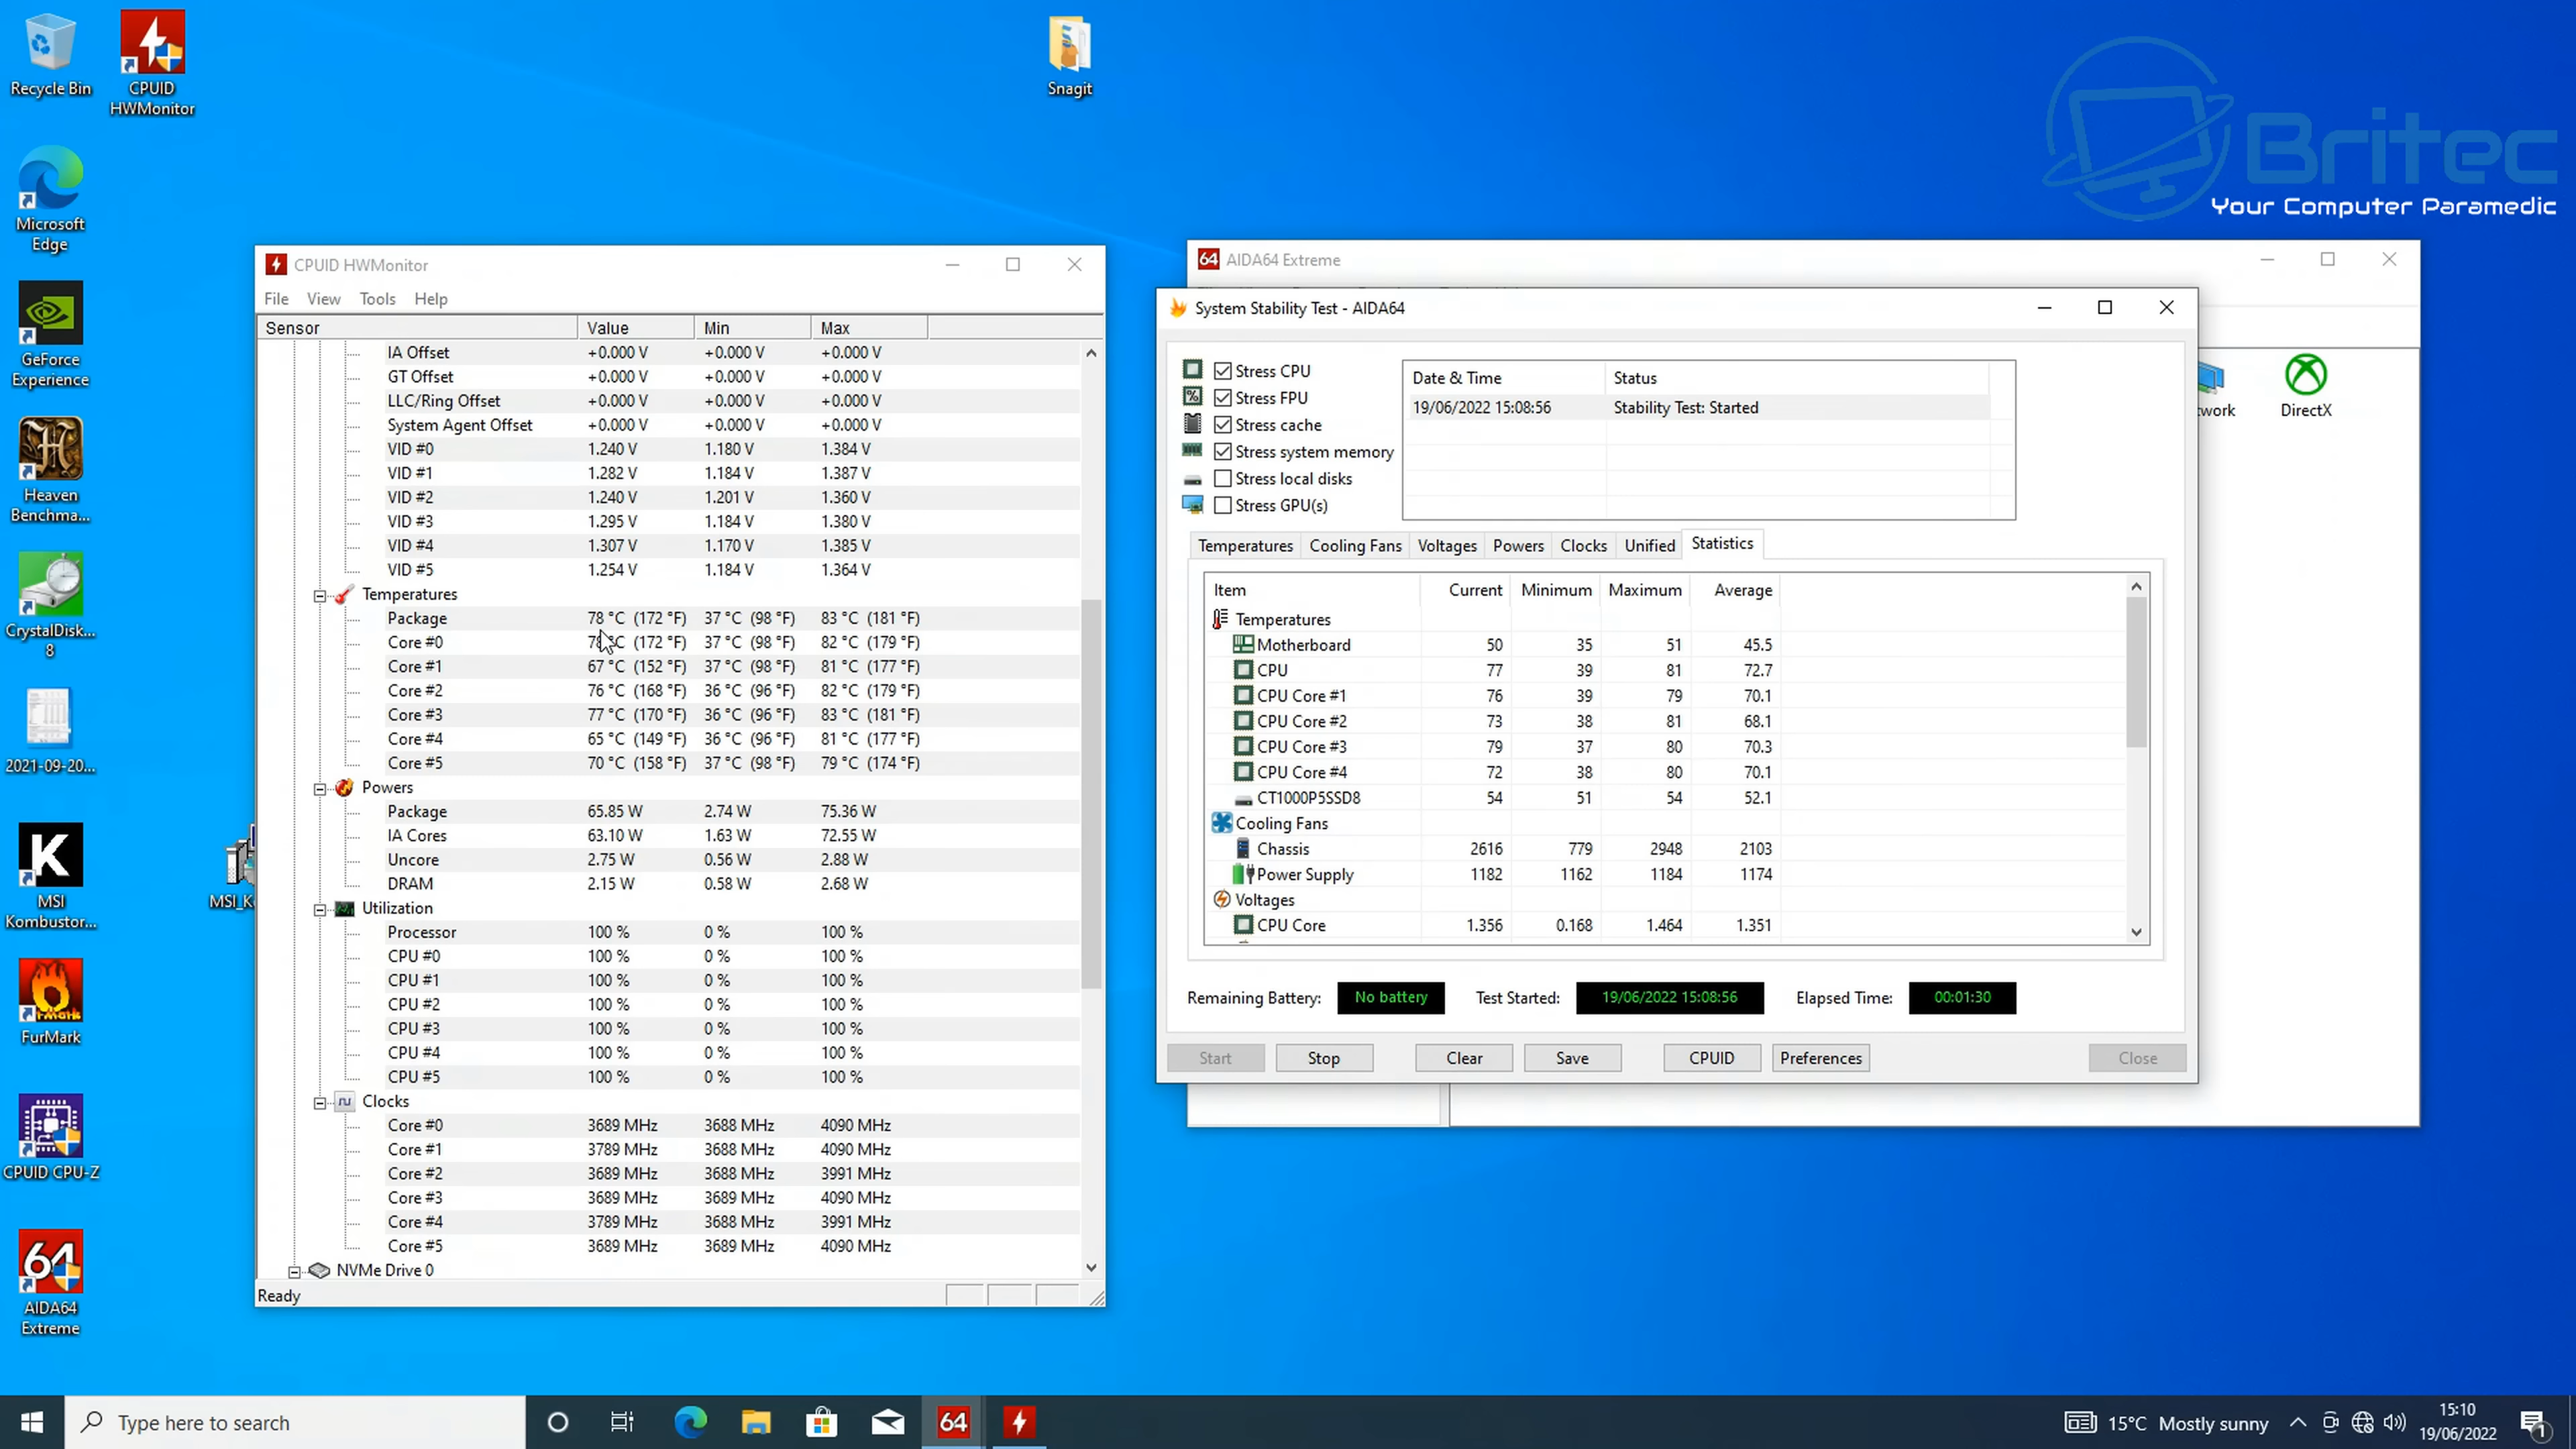 Recycle Bin
CPUID
HWMonitor
Snagit
Britec
Your Computer Paramedic
Microsoft
Edge
GeForce
Experience
Heaven
Benchma...
CrystalDisk...
8
2021-09-20...
MSI
Kombustor...
MSI_K
FurMark
CPUID CPU-Z
AIDA64
Extreme
CPUID HWMonitor
File View Tools Help
Sensor Value Min Max
IA Offset +0.000 V +0.000 V +0.000 V
GT Offset +0.000 V +0.000 V +0.000 V
LLC/Ring Offset +0.000 V +0.000 V +0.000 V
System Agent Offset +0.000 V +0.000 V +0.000 V
VID #0 1.240 V 1.180 V 1.384 V
VID #1 1.282 V 1.184 V 1.387 V
VID #2 1.240 V 1.201 V 1.360 V
VID #3 1.295 V 1.184 V 1.380 V
VID #4 1.307 V 1.170 V 1.385 V
VID #5 1.254 V 1.184 V 1.364 V
Temperatures
Package 78 °C (172 °F) 37 °C (98 °F) 83 °C (181 °F)
Core #0 78 °C (172 °F) 37 °C (98 °F) 82 °C (179 °F)
Core #1 67 °C (152 °F) 37 °C (98 °F) 81 °C (177 °F)
Core #2 76 °C (168 °F) 36 °C (96 °F) 82 °C (179 °F)
Core #3 77 °C (170 °F) 36 °C (96 °F) 83 °C (181 °F)
Core #4 65 °C (149 °F) 36 °C (96 °F) 81 °C (177 °F)
Core #5 70 °C (158 °F) 37 °C (98 °F) 79 °C (174 °F)
Powers
Package 65.85 W 2.74 W 75.36 W
IA Cores 63.10 W 1.63 W 72.55 W
Uncore 2.75 W 0.56 W 2.88 W
DRAM 2.15 W 0.58 W 2.68 W
Utilization
Processor 100 % 0 % 100 %
CPU #0 100 % 0 % 100 %
CPU #1 100 % 0 % 100 %
CPU #2 100 % 0 % 100 %
CPU #3 100 % 0 % 100 %
CPU #4 100 % 0 % 100 %
CPU #5 100 % 0 % 100 %
Clocks
Core #0 3689 MHz 3688 MHz 4090 MHz
Core #1 3789 MHz 3688 MHz 4090 MHz
Core #2 3689 MHz 3688 MHz 3991 MHz
Core #3 3689 MHz 3688 MHz 4090 MHz
Core #4 3789 MHz 3688 MHz 3991 MHz
Core #5 3689 MHz 3689 MHz 4090 MHz
NVMe Drive 0
Ready
64 AIDA64 Extreme
work
DirectX
System Stability Test - AIDA64
Stress CPU
Stress FPU
Stress cache
Stress system memory
Stress local disks
Stress GPU(s)
Date & Time Status
19/06/2022 15:08:56 Stability Test: Started
Temperatures Cooling Fans Voltages Powers Clocks Unified Statistics
Item Current Minimum Maximum Average
Temperatures
Motherboard 50 35 51 45.5
CPU 77 39 81 72.7
CPU Core #1 76 39 79 70.1
CPU Core #2 73 38 81 68.1
CPU Core #3 79 37 80 70.3
CPU Core #4 72 38 80 70.1
CT1000P5SSD8 54 51 54 52.1
Cooling Fans
Chassis 2616 779 2948 2103
Power Supply 1182 1162 1184 1174
Voltages
CPU Core 1.356 0.168 1.464 1.351
Remaining Battery: No battery Test Started: 19/06/2022 15:08:56 Elapsed Time: 00:01:30
Start Stop Clear Save CPUID Preferences Close
Type here to search
64
15°C Mostly sunny
15:10
19/06/2022
1